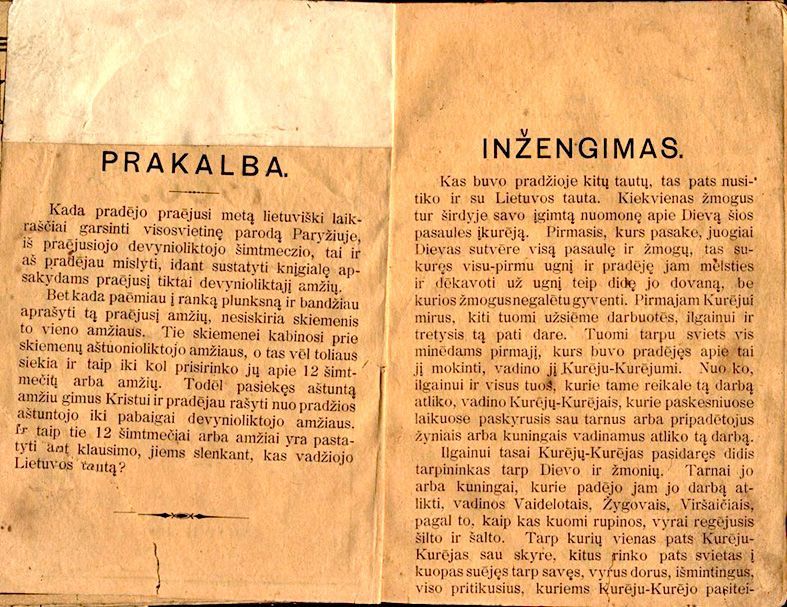 PRAKALBA.
Kada pradėjo praėjusi metą lietuviški laik-
raščiai garsinti visosvietinę parodą Paryžiuje,
iš praėjusiojo devynioliktojo šimtmeczio, tai ir
aš pradėjau mislyti, idant sustatyti knįgialę ap-
sakydams praėjusį tiktai devynioliktąjį amžių.
Bet kada paėmiau į ranką plunksną ir bandžiau
aprašyti tą praėjusį amžių, nesiskiria skiemenis
to vieno amžiaus. Tie skiemenei kabinosi prie
skiemenų aštuonioliktojo amžiaus, o tas vėl toliaus
siekia ir taip iki kol prisirinko jų apie 12 šimt-
mečių arba amžių. Todėl pasiekęs aštuntą
amžiu gimus Kristui ir pradėjau rašyti nuo pradžios
aštuntojo iki pabaigai devynioliktojo amžiaus.
Ir taip tie 12 šimtmečiai arba amžiai yra pasta-
tyti ant klausimo, jiems slenkant, kas vadžiojo
Lietuvos tautą?
INŽENGIMAS.
Kas buvo pradžioje kitų tautų, tas pats nusi-
tiko ir su Lietuvos tauta. Kiekvienas žmogus
tur širdyje savo įgimtą nuomonę apie Dievą šios
pasaules įkurėją. Pirmasis, kurs pasakė, juogiai
Dievas sutvėre visą pasaulę ir žmogų, tas su-
kuręs visu-pirmu ugnį ir pradėję jam melsties
ir dėkavoti už ugnį teip didę jo dovaną, be
kurios žmogus negalėtu gyventi. Pirmajam Kurėjui
mirus, kiti tuomi užsiėme darbuotės, ilgainui ir
tretysis tą pati dare. Tuomi tarpu sviets vis
minėdams pirmajį, kurs buvo pradėjęs apie tai
jį mokinti, vadino jį Kurėju-Kurėjumi. Nuo ko,
ilgainui ir visus tuos, kurie tame reikale tą darbą
atliko, vadino Kurėjų-Kurėjais, kurie paskesniuose
laikuose paskyrusis sau tarnus arba pripadėtojus
žyniais arba kuningais vadinamus atliko tą darbą.
Ilgainui tasai Kurėjų-Kurėjas pasidaręs didis
tarpininkas tarp Dievo ir žmonių. Tarnai jo
arba kuningai, kurie padėjo jam jo darbą at-
likti, vadinos Vaidelotais, Žygovais, Viršaičiais,
pagal to, kaip kas kuomi rupinos, vyrai regėjusis
šilto ir šalto. Tarp kurių vienas pats Kurėju-
Kurėjas sau skyre, kitus rinko pats svietas į
kuopas suėjęs tarp savęs, vyrus dorus, išmintingus,
viso pritikusius, kuriems Kurėju-Kurėjo pasitei-